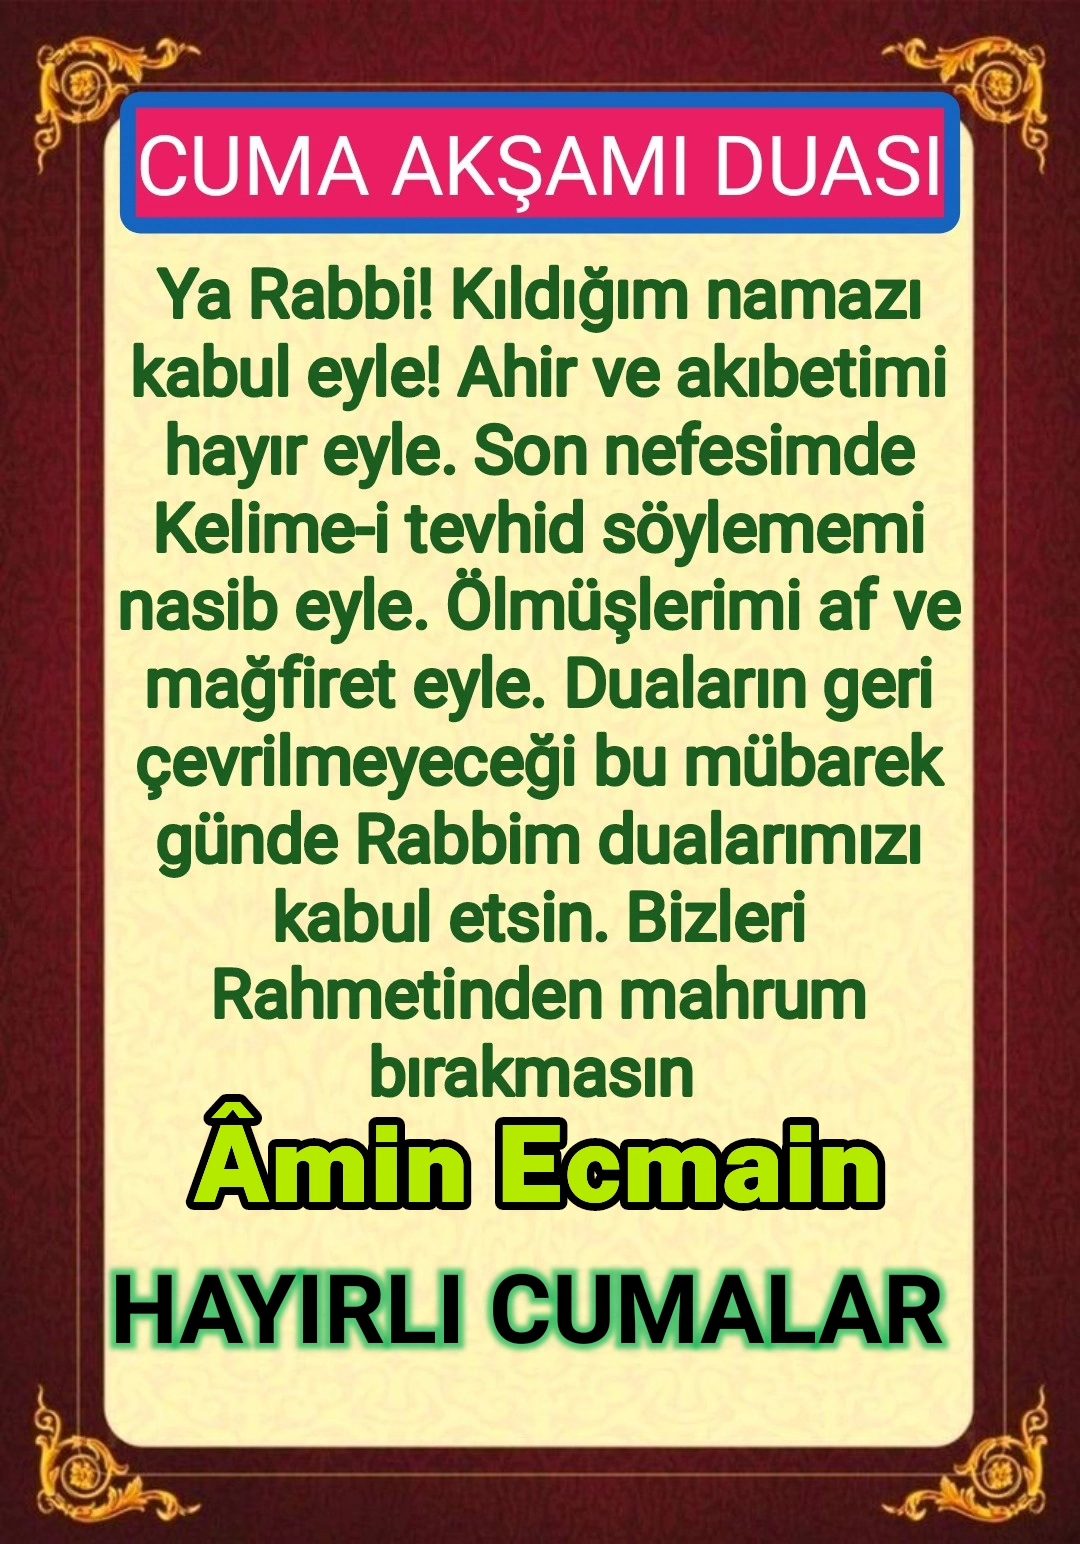 CUMA AKŞAMI DUASI
Ya Rabbi! Kıldığım namazı
kabul eyle! Ahir ve akıbetimi
hayır eyle. Son nefesimde
Kelime-i tevhid söylememi
nasib eyle. Ölmüşlerimi af ve
mağfiret eyle. Duaların geri
çevrilmeyeceği bu mübarek
günde Rabbim dualarımızı
kabul etsin. Bizleri
Rahmetinden mahrum
bırakmasın
Âmin Ecmain
HAYIRLI CUMALAR